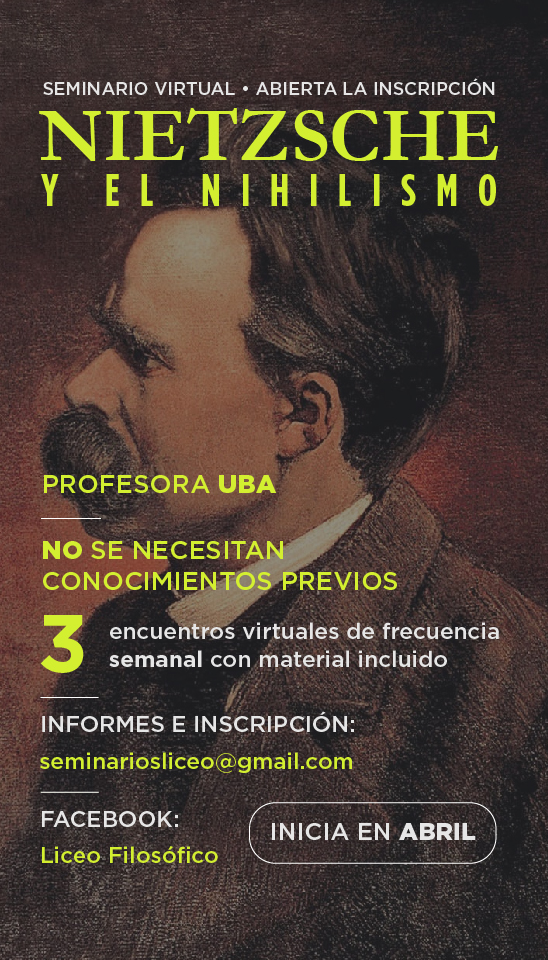 SEMINARIO VIRTUAL • ABIERTA LA INSCRIPCIÓN
NIETZSCHE
Y EL NIHILISMO
PROFESORA UBA
NO SE NECESITAN
CONOCIMIENTOS PREVIOS
3
encuentros virtuales de frecuencia
semanal con material incluido
INFORMES E INSCRIPCIÓN:
seminariosliceo@gmail.com
FACEBOOK:
Liceo Filosófico
INICIA EN ABRIL